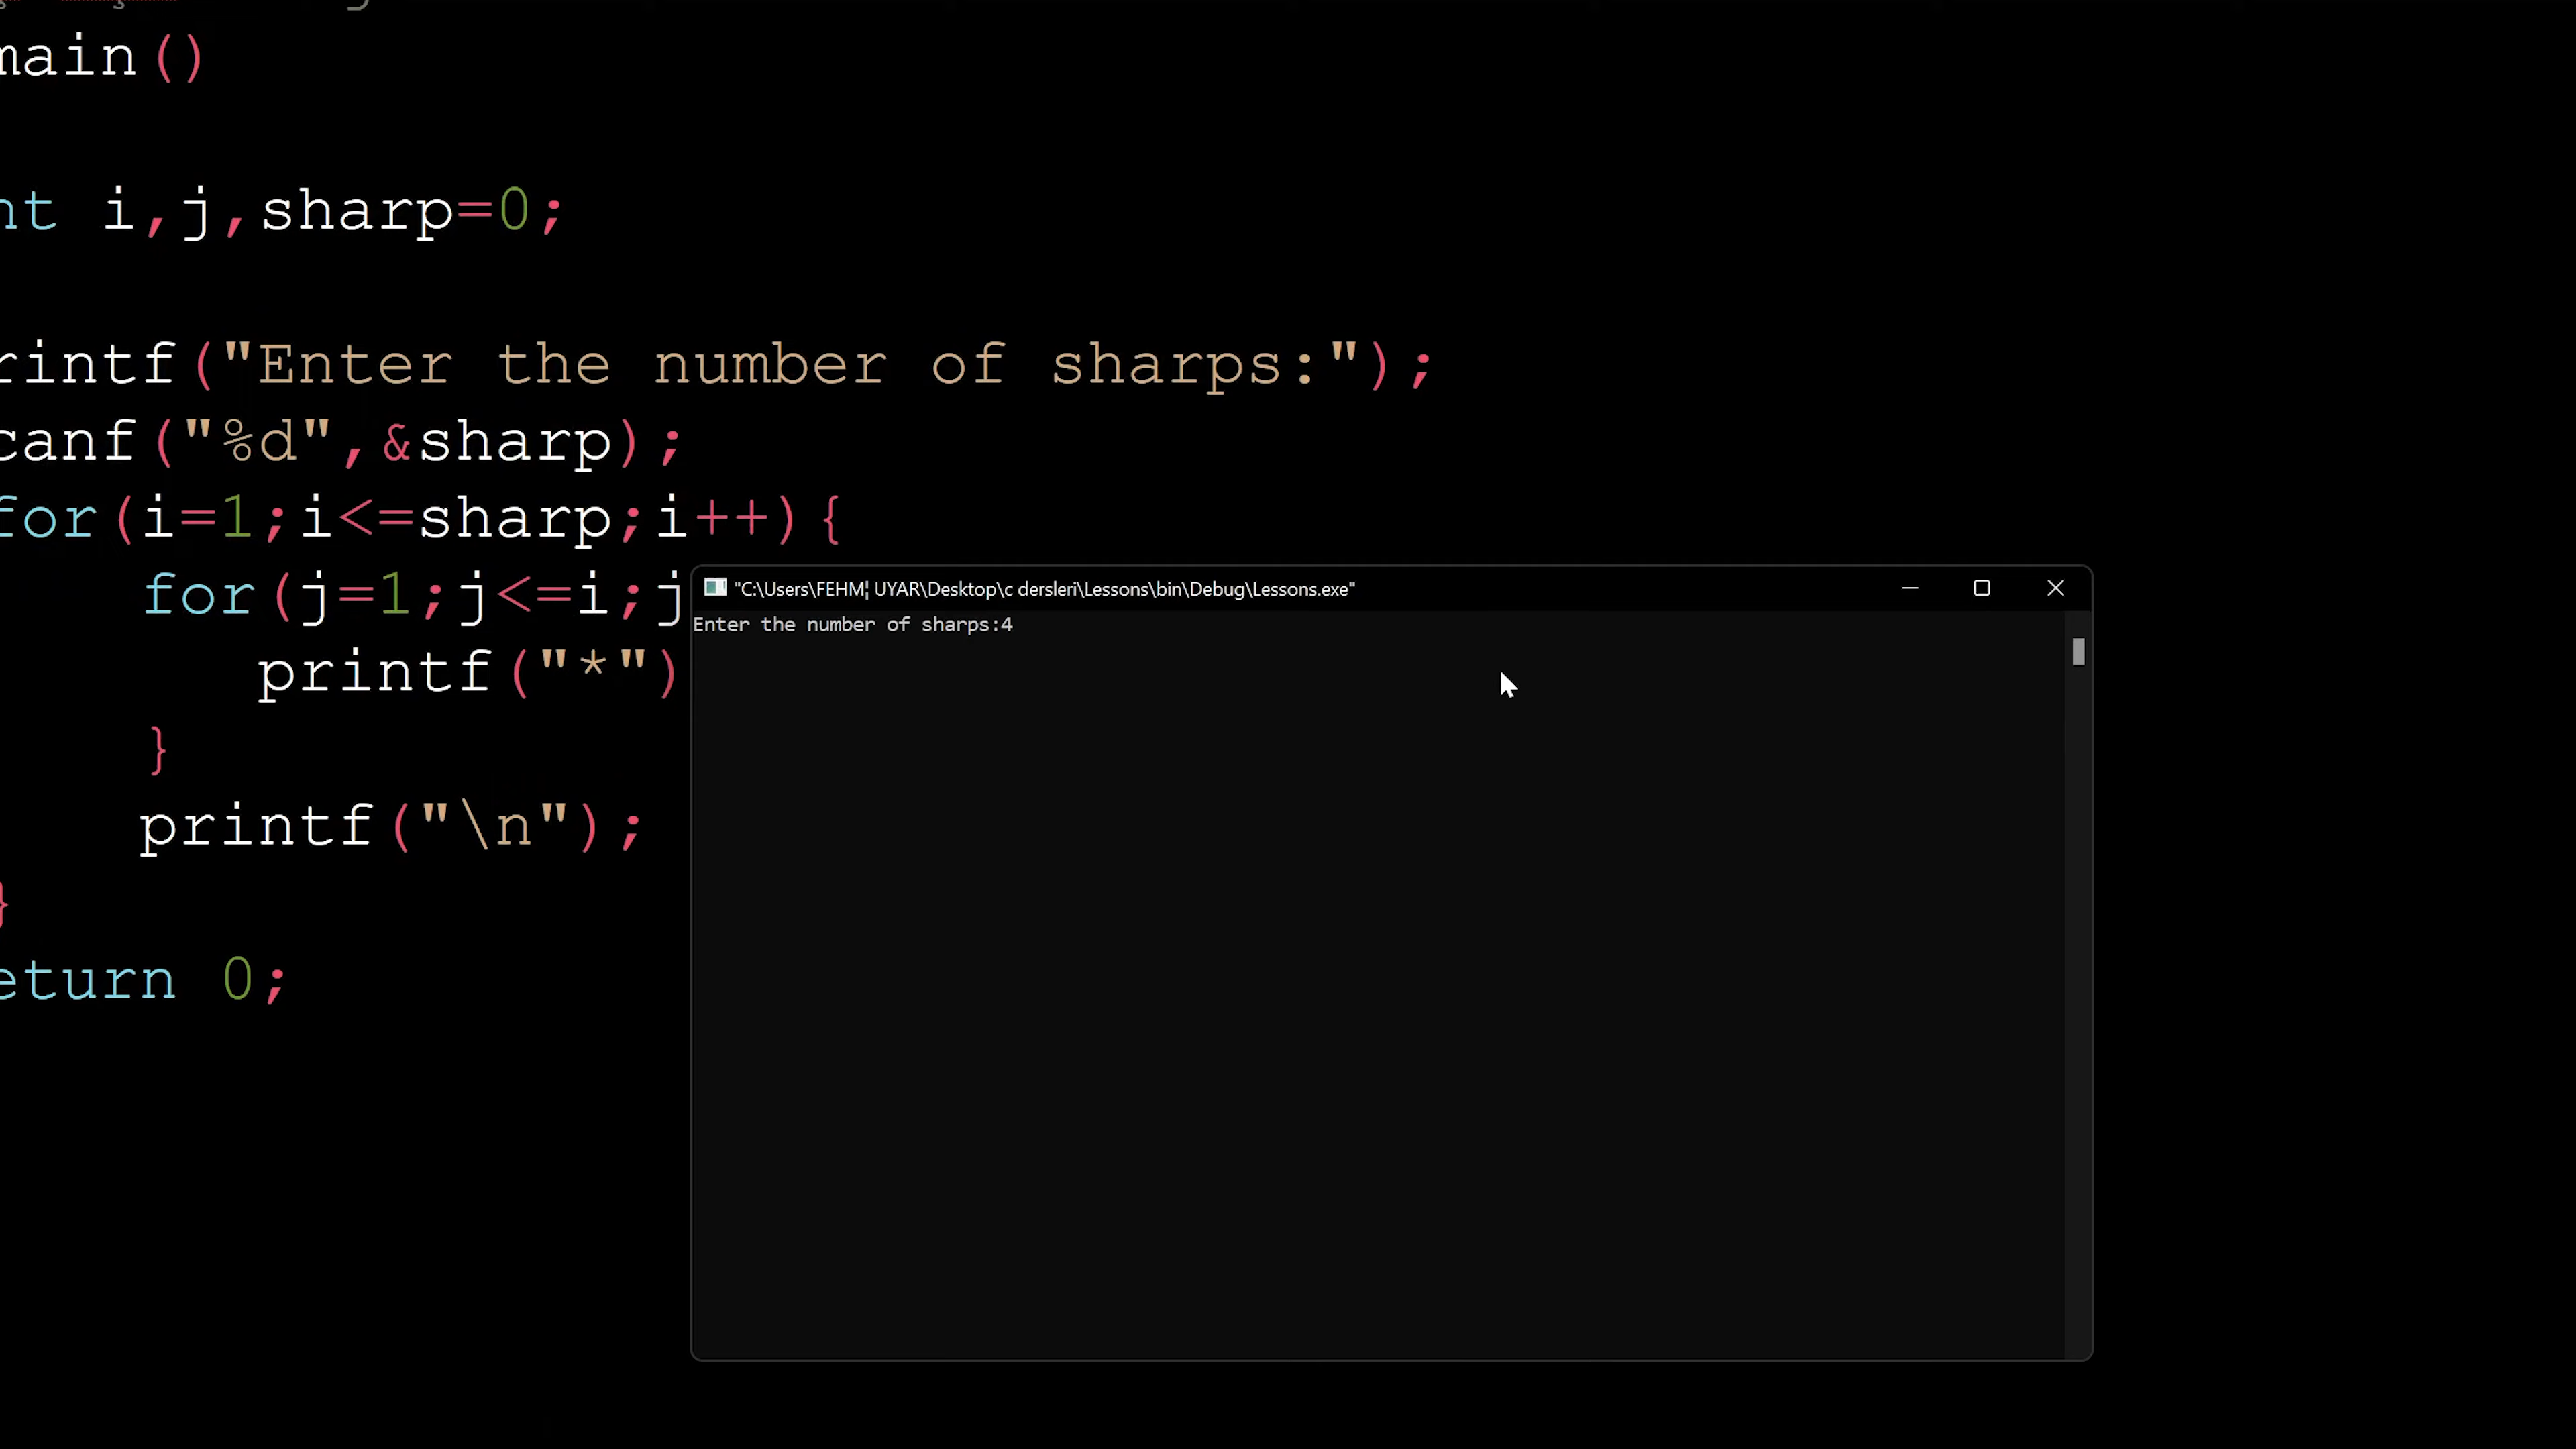 main()
nt i,j,sharp=0;
rintf("Enter the number of sharps:");
canf("%d",&sharp);
for(i=1;i<=sharp;i++){
for(j=1;j<=i;j
printf("*")
}
printf("\n");
}
eturn 0;
"C:\Users\FEHM¦ UYAR\Desktop\c dersleri\Lessons\bin\Debug\Lessons.exe"
Enter the number of sharps:4